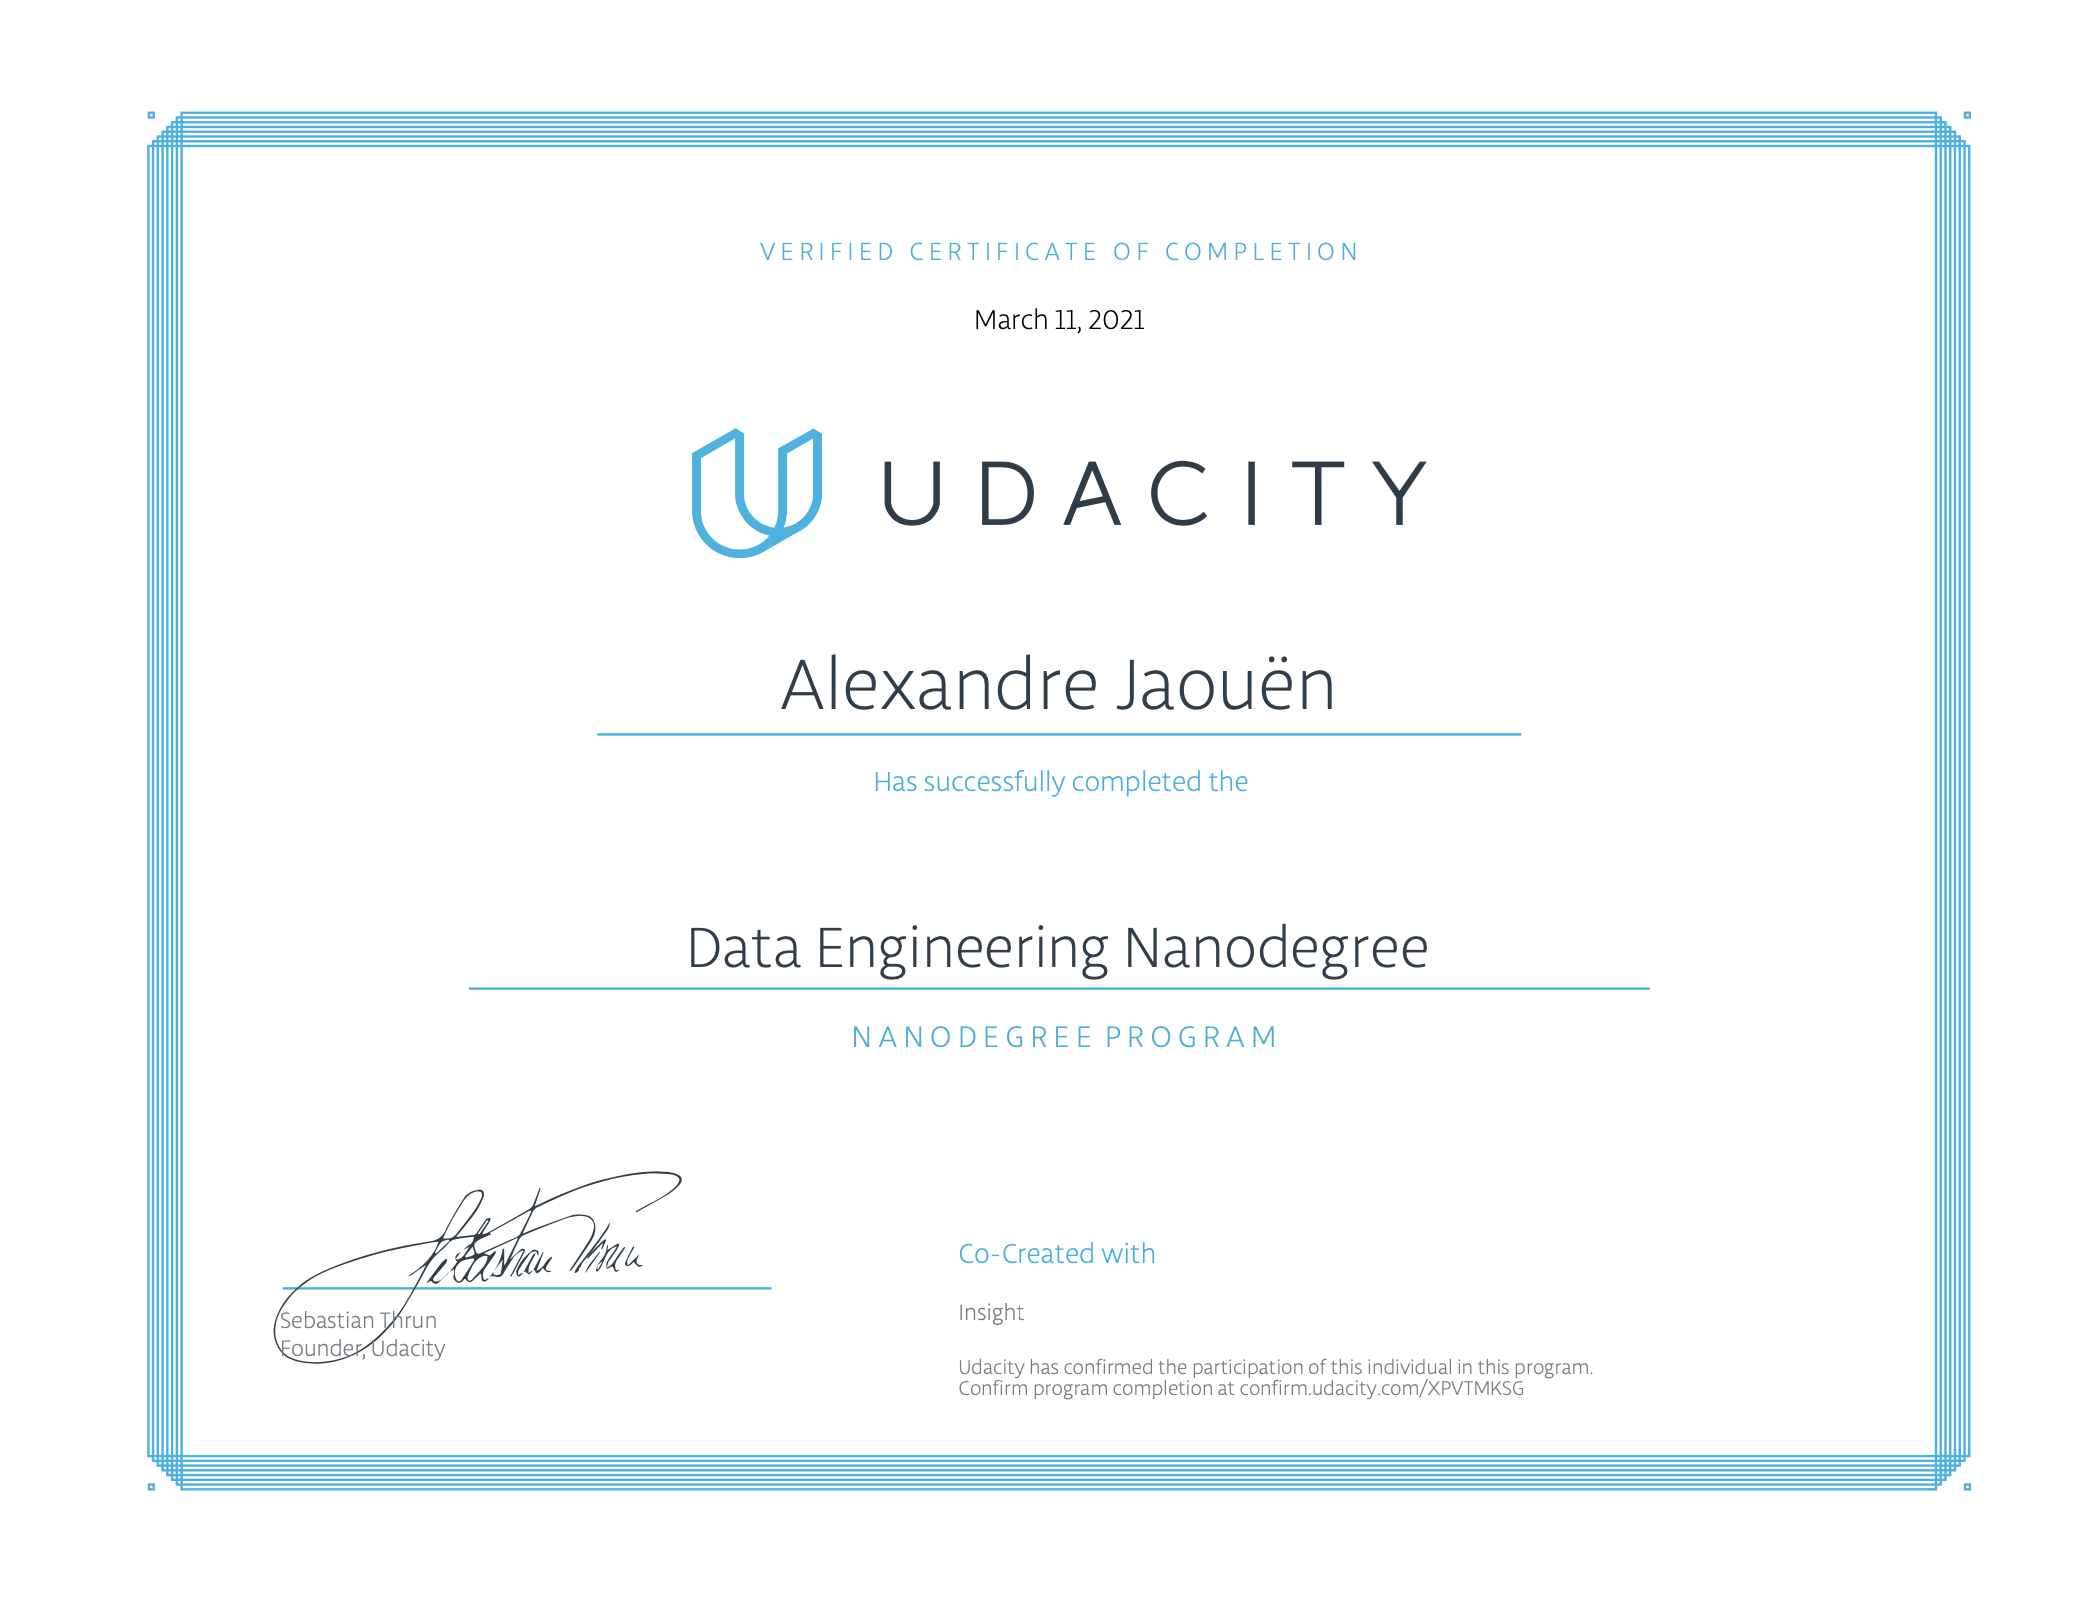 VERIFIED CERTIFICATE OF COMPLETION
March 11, 2021
UDACITY
Alexandre Jaouën
Has successfully completed the
Data Engineering Nanodegree
NANODEGREE PROGRAM
Sebastian Thrun
Sebastian Thrun
Founder, Udacity
Co-Created with
Insight
Udacity has confirmed the participation of this individual in this program.
Confirm program completion at confirm.udacity.com/XPVTMKSG